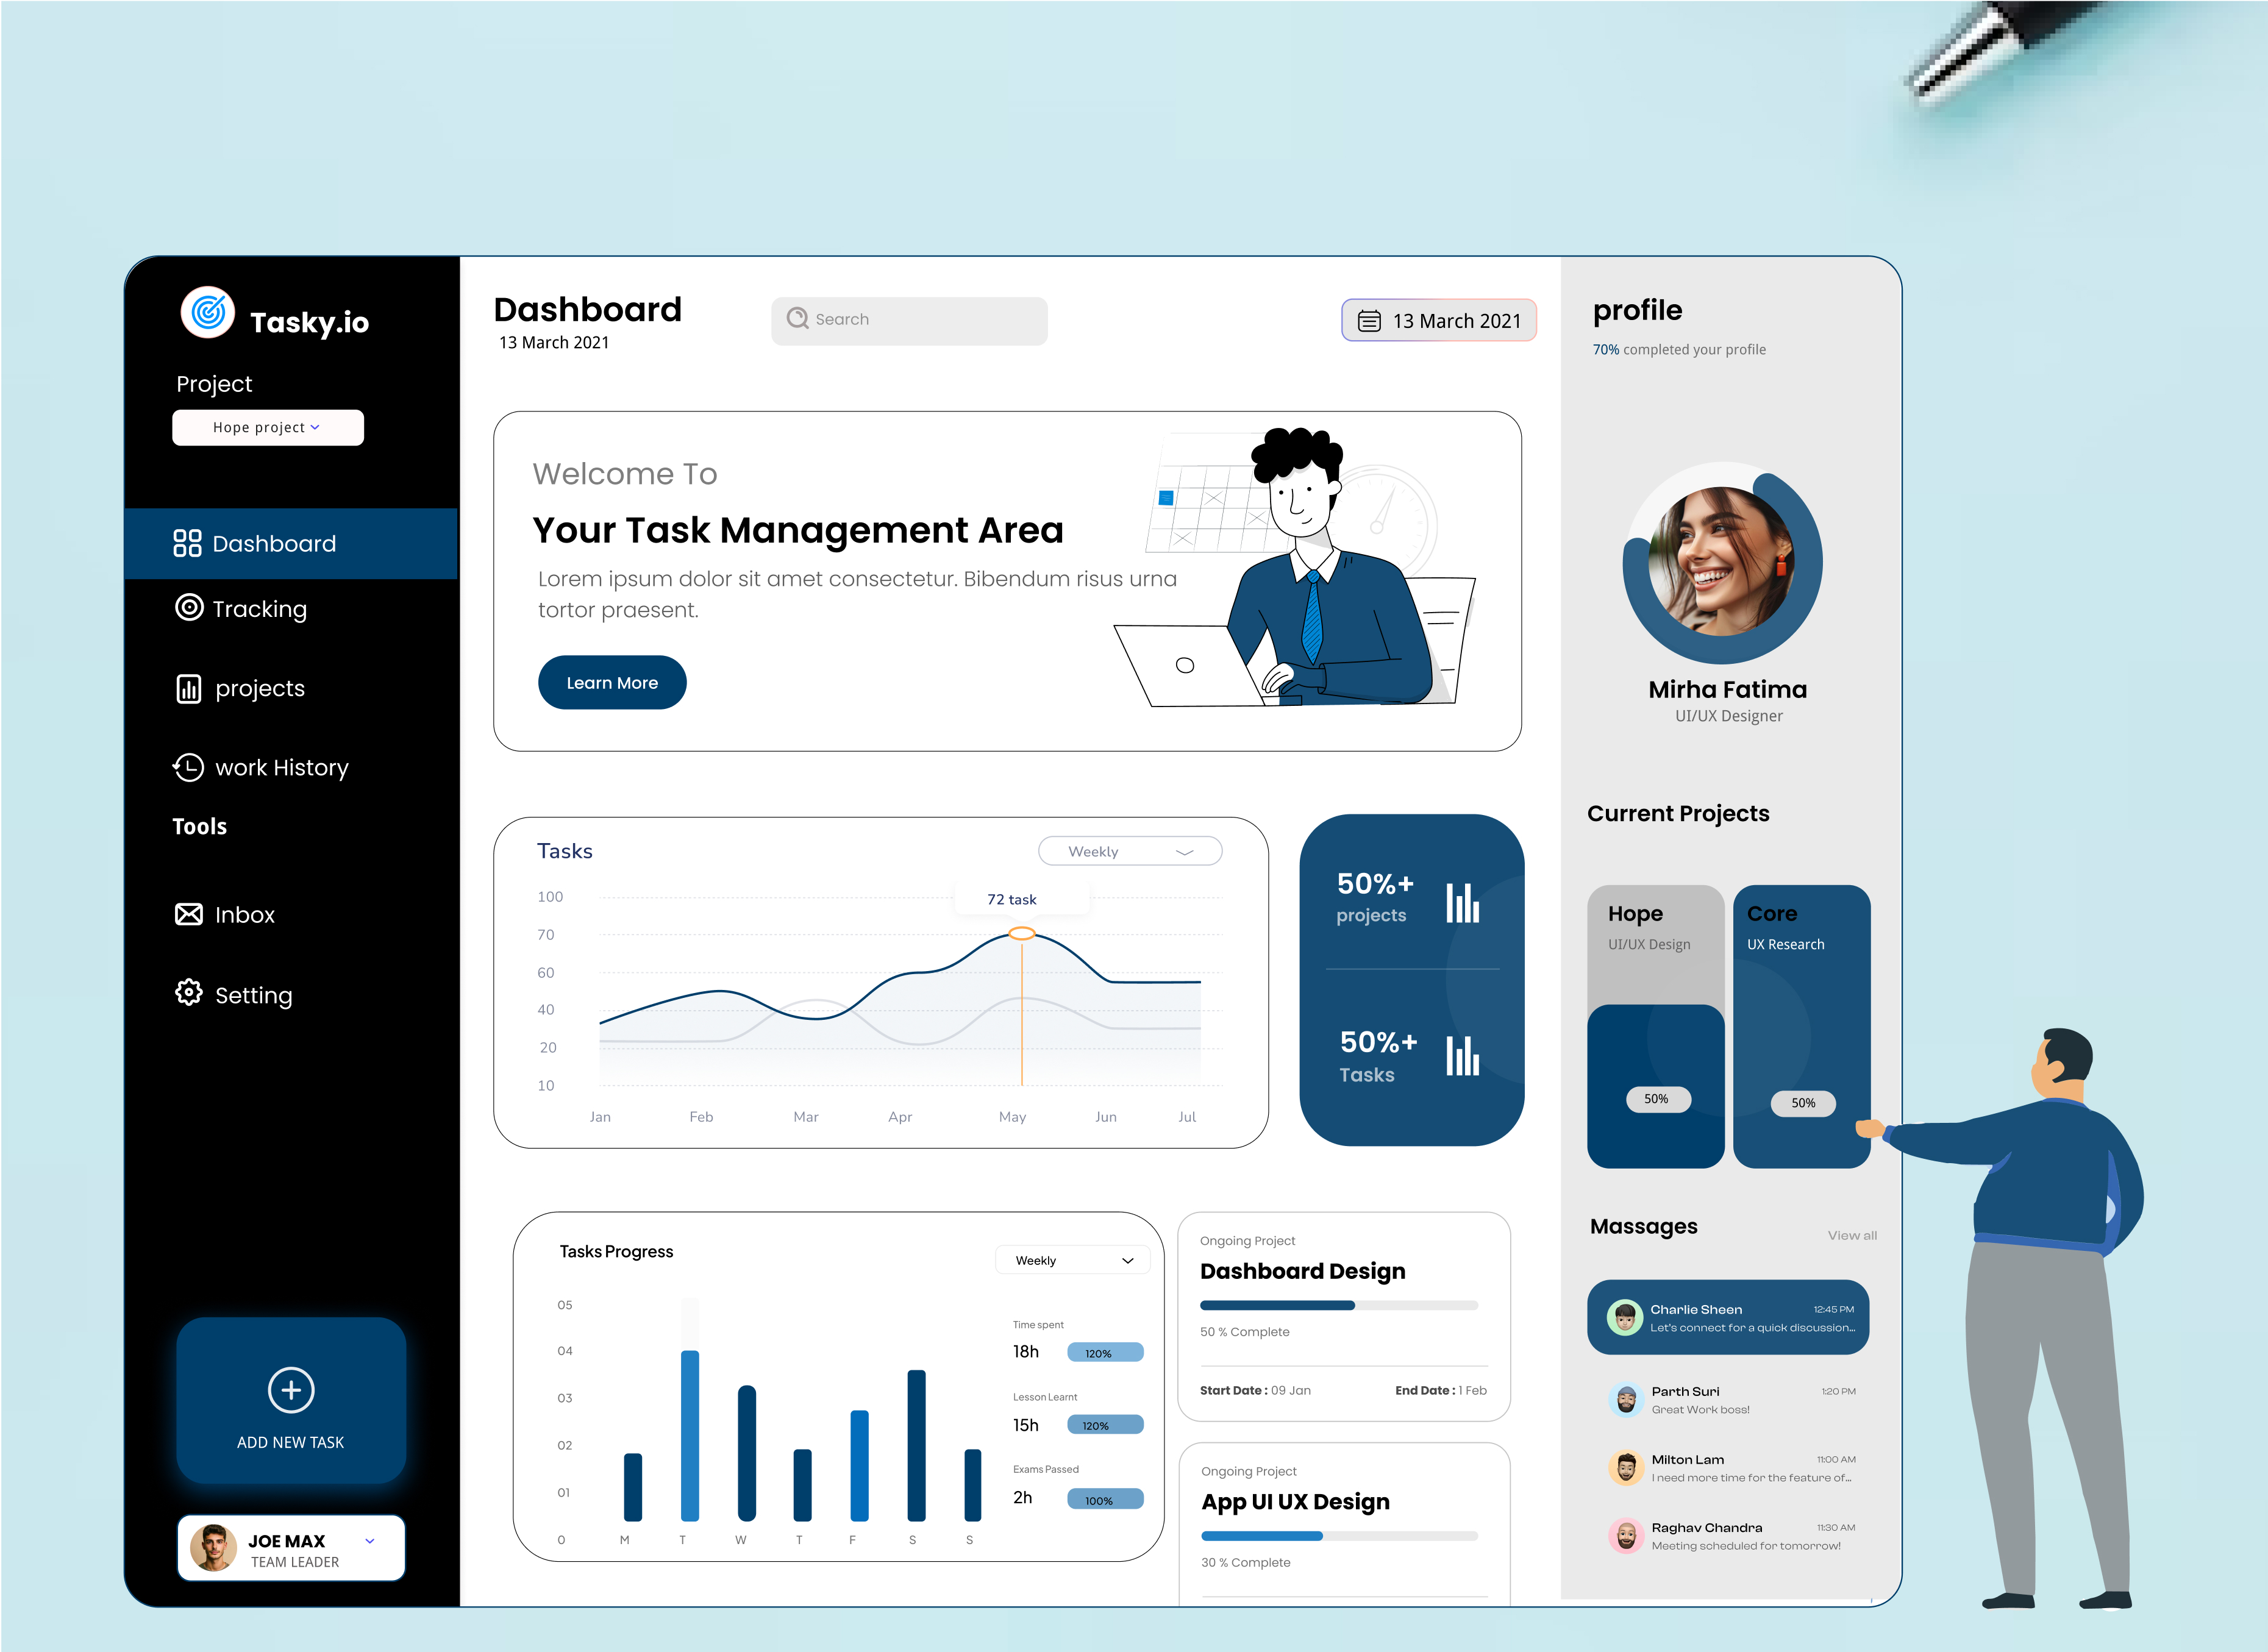 Tasky.io
Project
Hope project
Dashboard
Tracking
projects
work History
Tools
Inbox
Setting
ADD NEW TASK
JOE MAX
TEAM LEADER
Dashboard
13 March 2021
Search
13 March 2021
Welcome To
Your Task Management Area
Lorem ipsum dolor sit amet consectetur. Bibendum risus urna
tortor praesent.
Learn More
Tasks
Weekly
72 task
100
70
60
40
20
10
Jan Feb Mar Apr May Jun Jul
50%+
projects
50%+
Tasks
Tasks Progress
Weekly
05
04
03
02
01
0
M T W T F S S
Time spent
18h 120%
Lesson Learnt
15h 120%
Exams Passed
2h 100%
Ongoing Project
Dashboard Design
50 % Complete
Start Date : 09 Jan End Date : 1 Feb
Ongoing Project
App UI UX Design
30 % Complete
profile
70% completed your profile
Mirha Fatima
UI/UX Designer
Current Projects
Hope
UI/UX Design
50%
Core
UX Research
50%
Massages
View all
Charlie Sheen 12:45 PM
Let's connect for a quick discussion...
Parth Suri 1:20 PM
Great Work boss!
Milton Lam 11:00 AM
I need more time for the feature of...
Raghav Chandra 11:30 AM
Meeting scheduled for tomorrow!